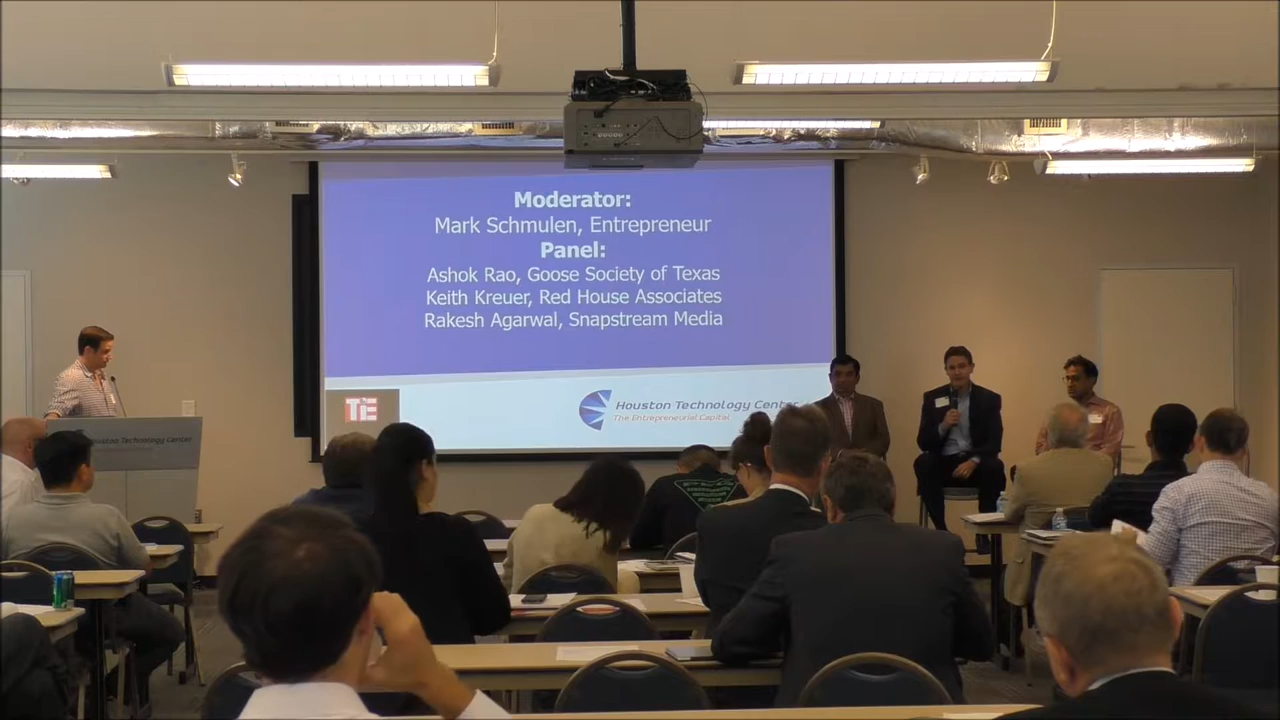 Moderator:
Mark Schmulen, Entrepreneur
Panel:
Ashok Rao, Goose Society of Texas
Keith Kreuer, Red House Associates
Rakesh Agarwal, Snapstream Media
TiE
Houston Technology Center
The Entrepreneurial Capital
Houston Technology Center